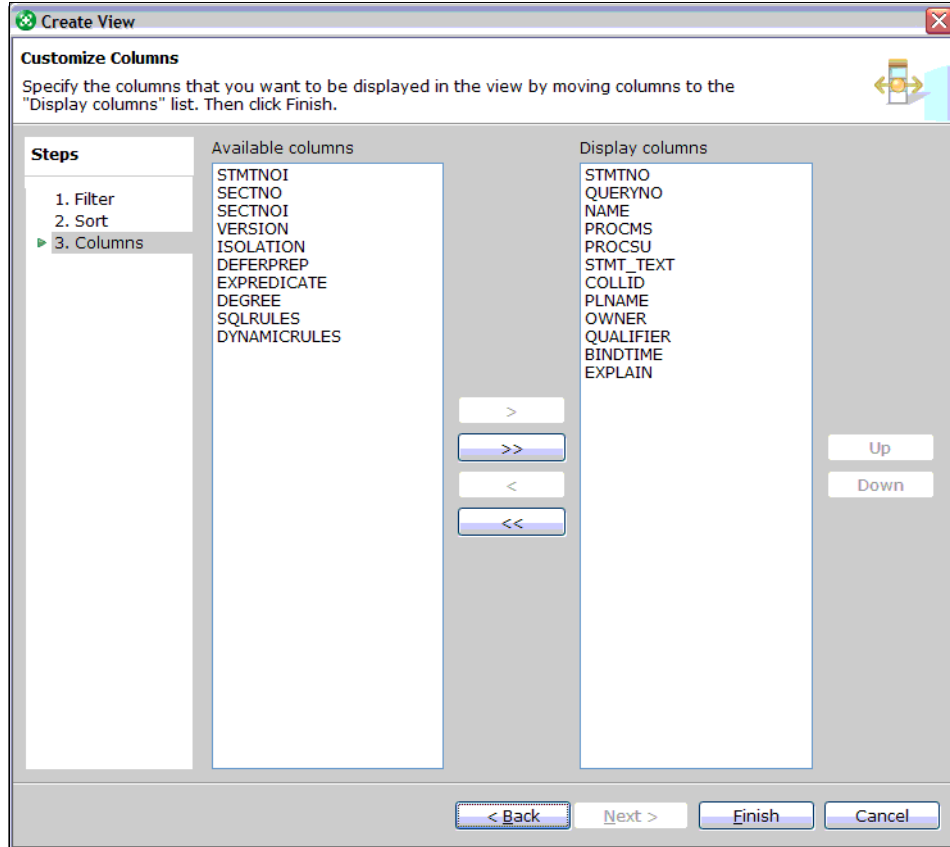 Create View
Customize Columns
Specify the columns that you want to be displayed in the view by moving columns to the
"Display columns" list. Then click Finish.
Steps
1. Filter
2. Sort
3. Columns
Available columns
STMTNOI
SECTNO
SECTNOI
VERSION
ISOLATION
DEFERPREP
EXPREDICATE
DEGREE
SQLRULES
DYNAMICRULES
>
>>
<
<<
Display columns
STMTNO
QUERYNO
NAME
PROCMS
PROCSU
STMT_TEXT
COLLID
PLNAME
OWNER
QUALIFIER
BINDTIME
EXPLAIN
Up
Down
< Back
Next >
Finish
Cancel